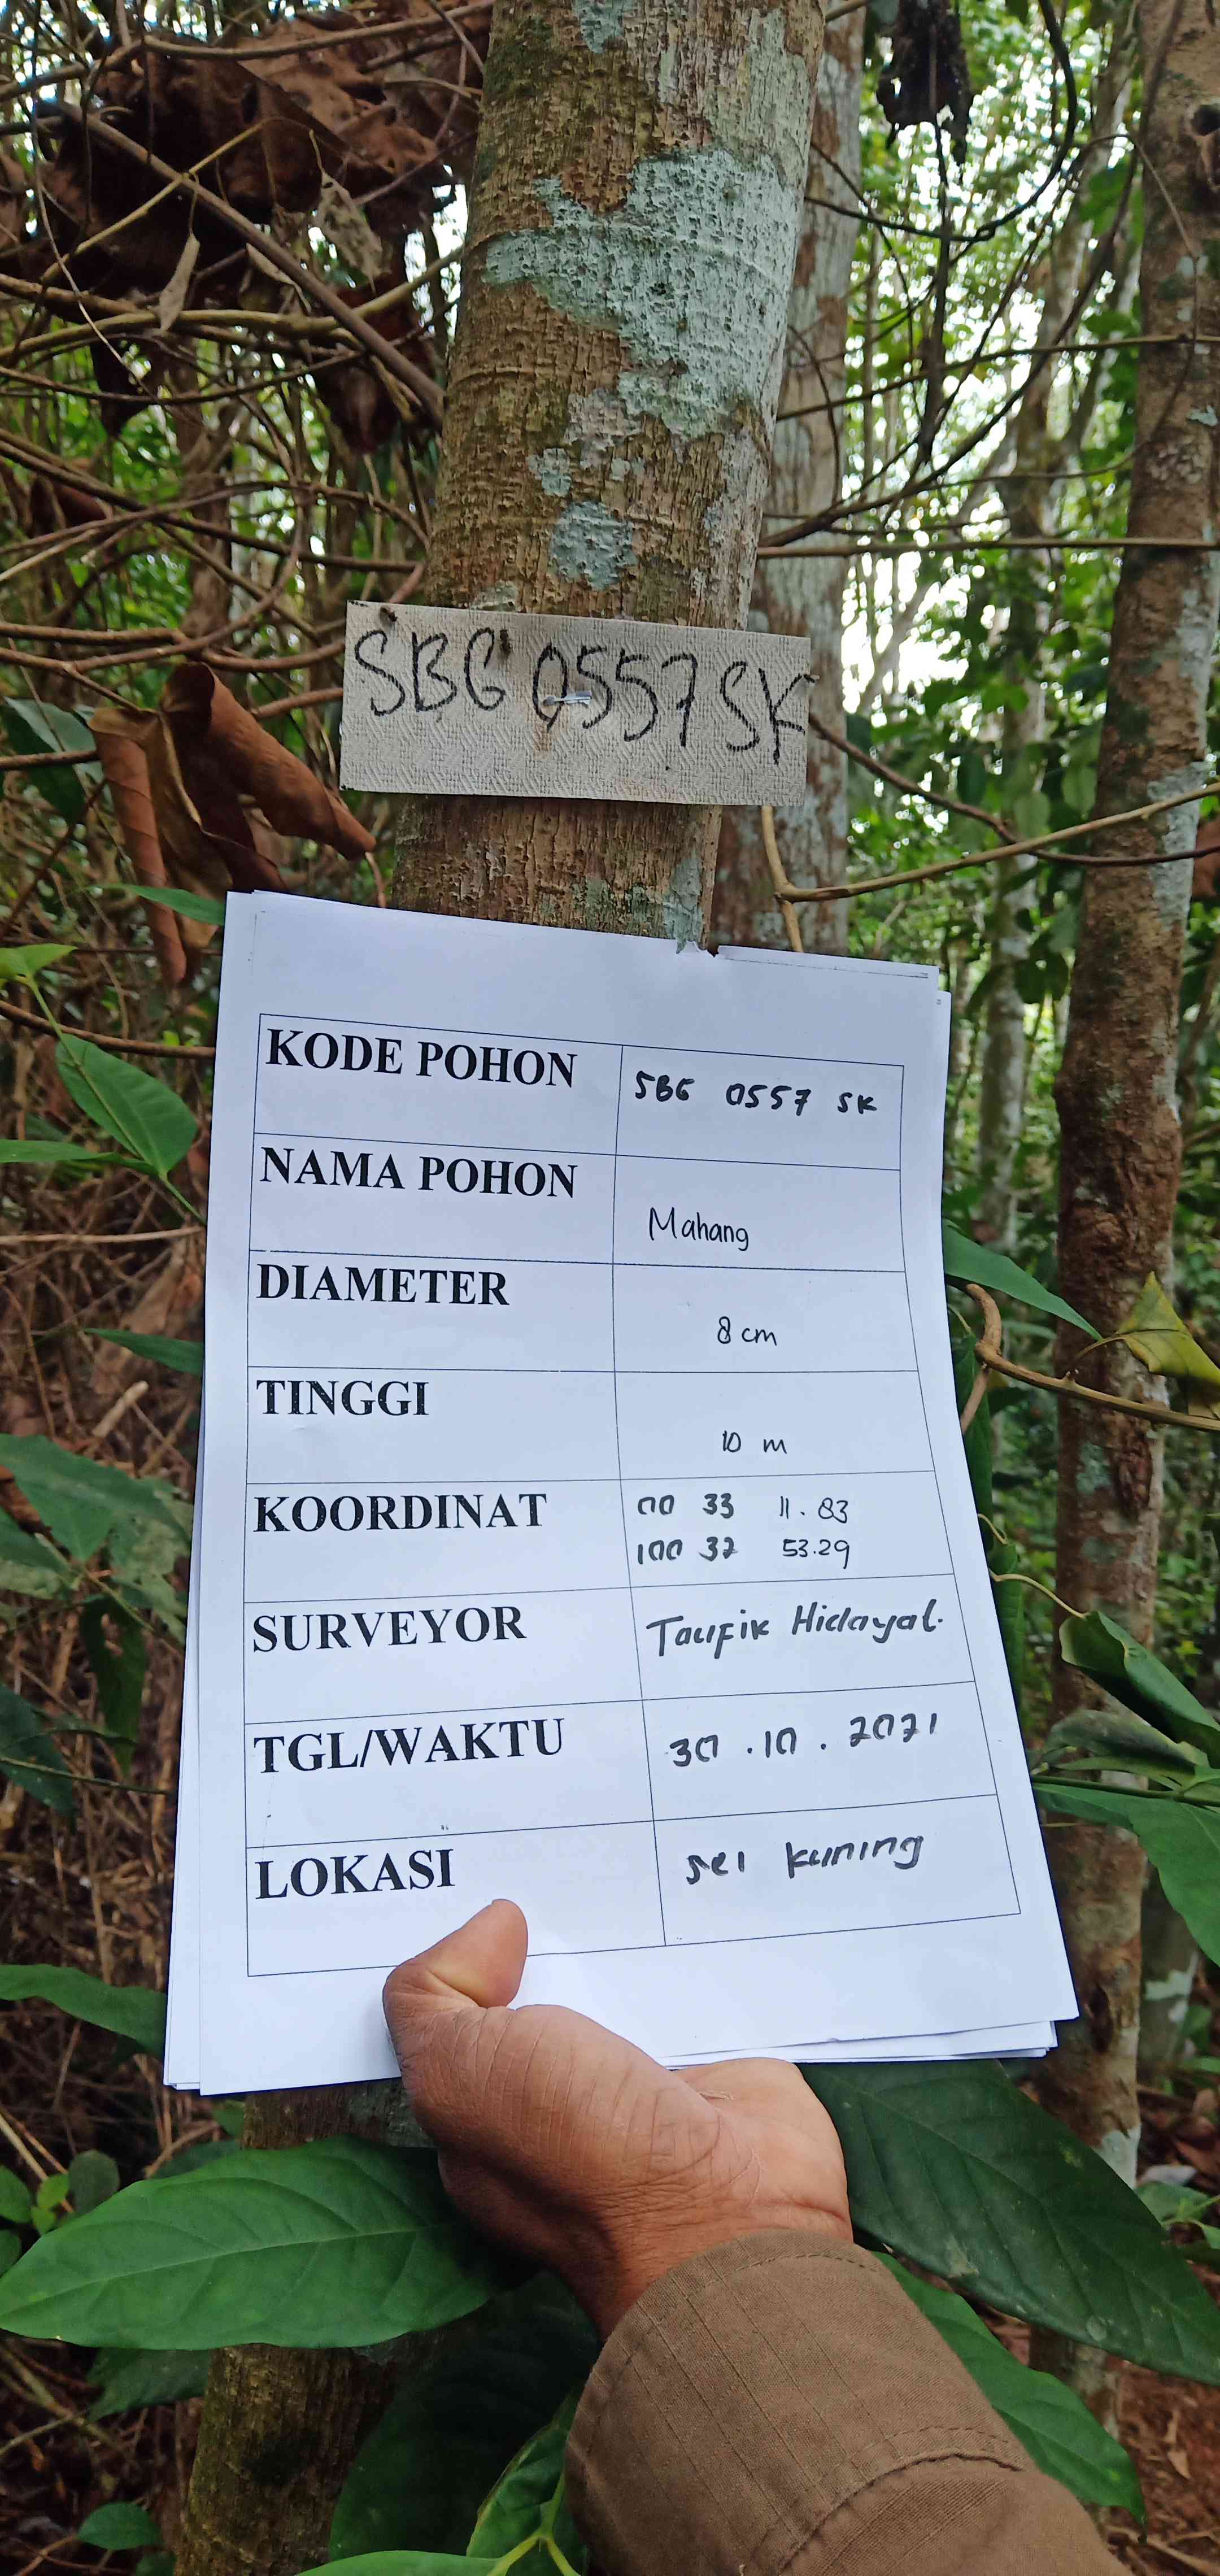 SBG 0557 SK
KODE POHON SBG 0557 SK
NAMA POHON Mahang
DIAMETER 8 cm
TINGGI 10 m
KOORDINAT 00 33 11.83
100 32 53.29
SURVEYOR Taufik Hidayat.
TGL/WAKTU 30.10.2021
LOKASI sei kuning